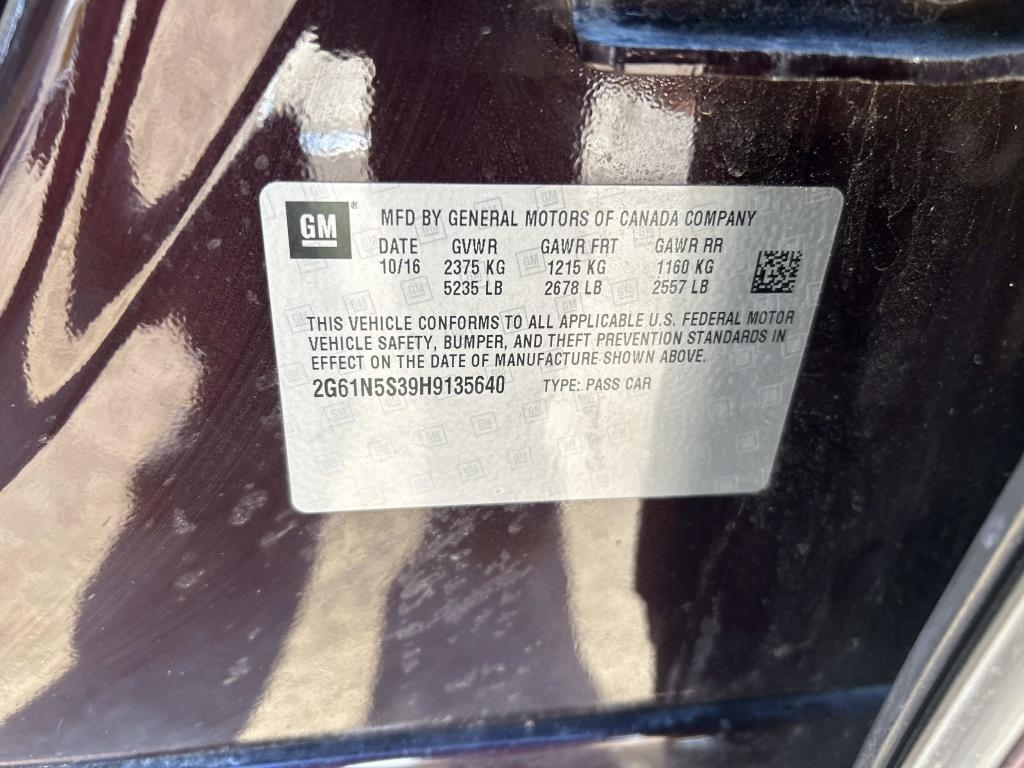 GM ® MFD BY GENERAL MOTORS OF CANADA COMPANY
DATE GVWR GAWR FRT GAWR RR
10/16 2375 KG 1215 KG 1160 KG
5235 LB 2678 LB 2557 LB
THIS VEHICLE CONFORMS TO ALL APPLICABLE U.S. FEDERAL MOTOR
VEHICLE SAFETY, BUMPER, AND THEFT PREVENTION STANDARDS IN
EFFECT ON THE DATE OF MANUFACTURE SHOWN ABOVE.
2G61N5S39H9135640 TYPE: PASS CAR